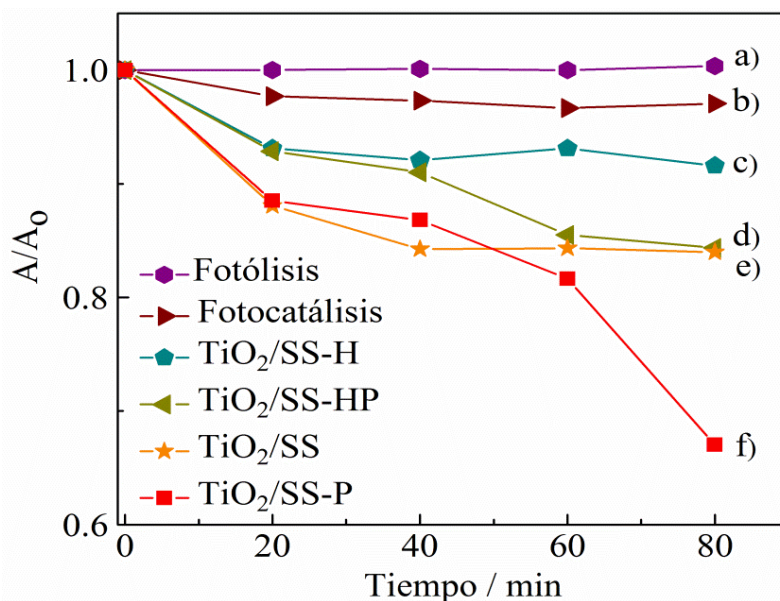 1.0
0.8
0.6
A/A₀
a)
b)
c)
d)
e)
f)
Fotólisis
Fotocatálisis
TiO₂/SS-H
TiO₂/SS-HP
TiO₂/SS
TiO₂/SS-P
0 20 40 60 80
Tiempo / min